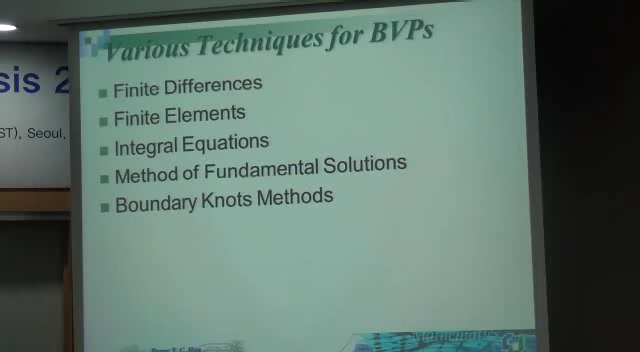 Various Techniques for BVPs
Finite Differences
Finite Elements
Integral Equations
Method of Fundamental Solutions
Boundary Knots Methods
sis 2
ST), Seoul,